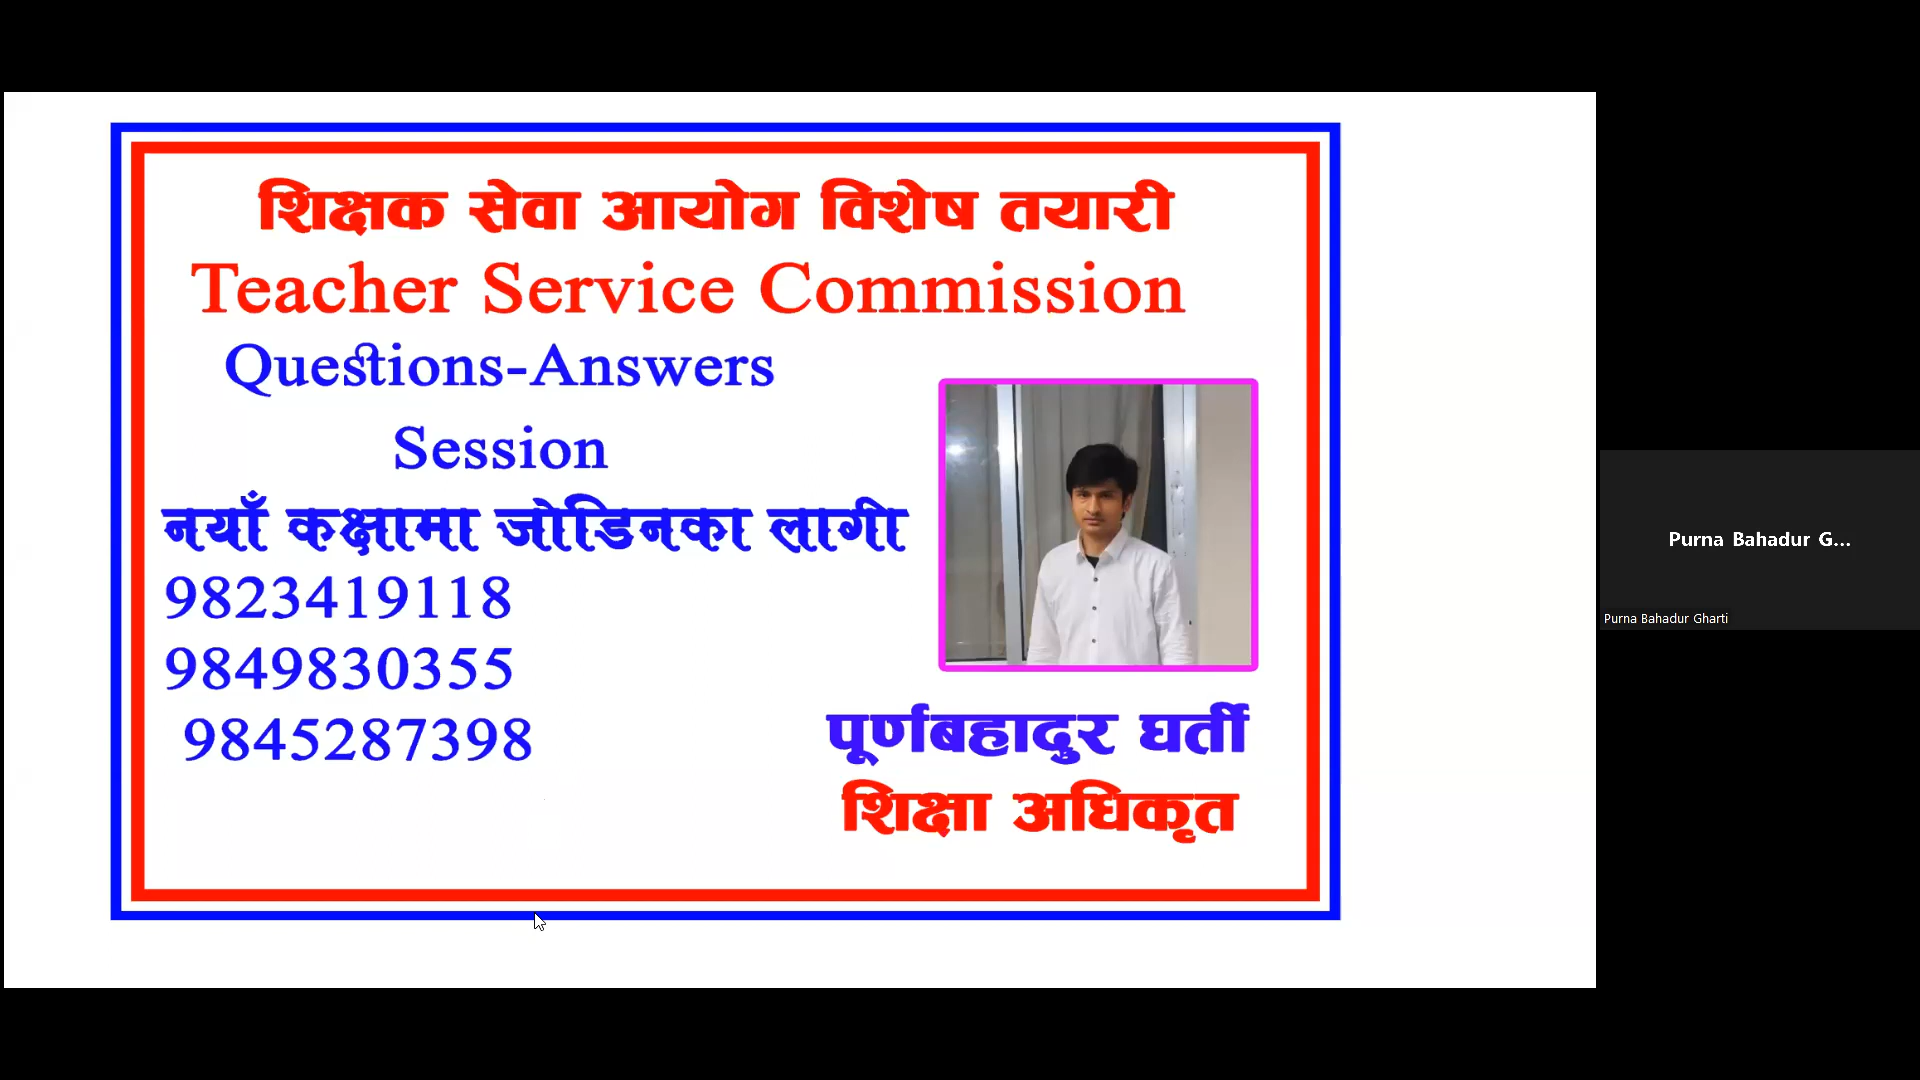 शिक्षक सेवा आयोग विशेष तयारी
Teacher Service Commission
Questions-Answers
Session
नयाँ कक्षामा जोडिनका लागी
9823419118
9849830355
9845287398
पूर्णबहादुर घर्ती
शिक्षा अधिकृत
Purna Bahadur G...
Purna Bahadur Gharti